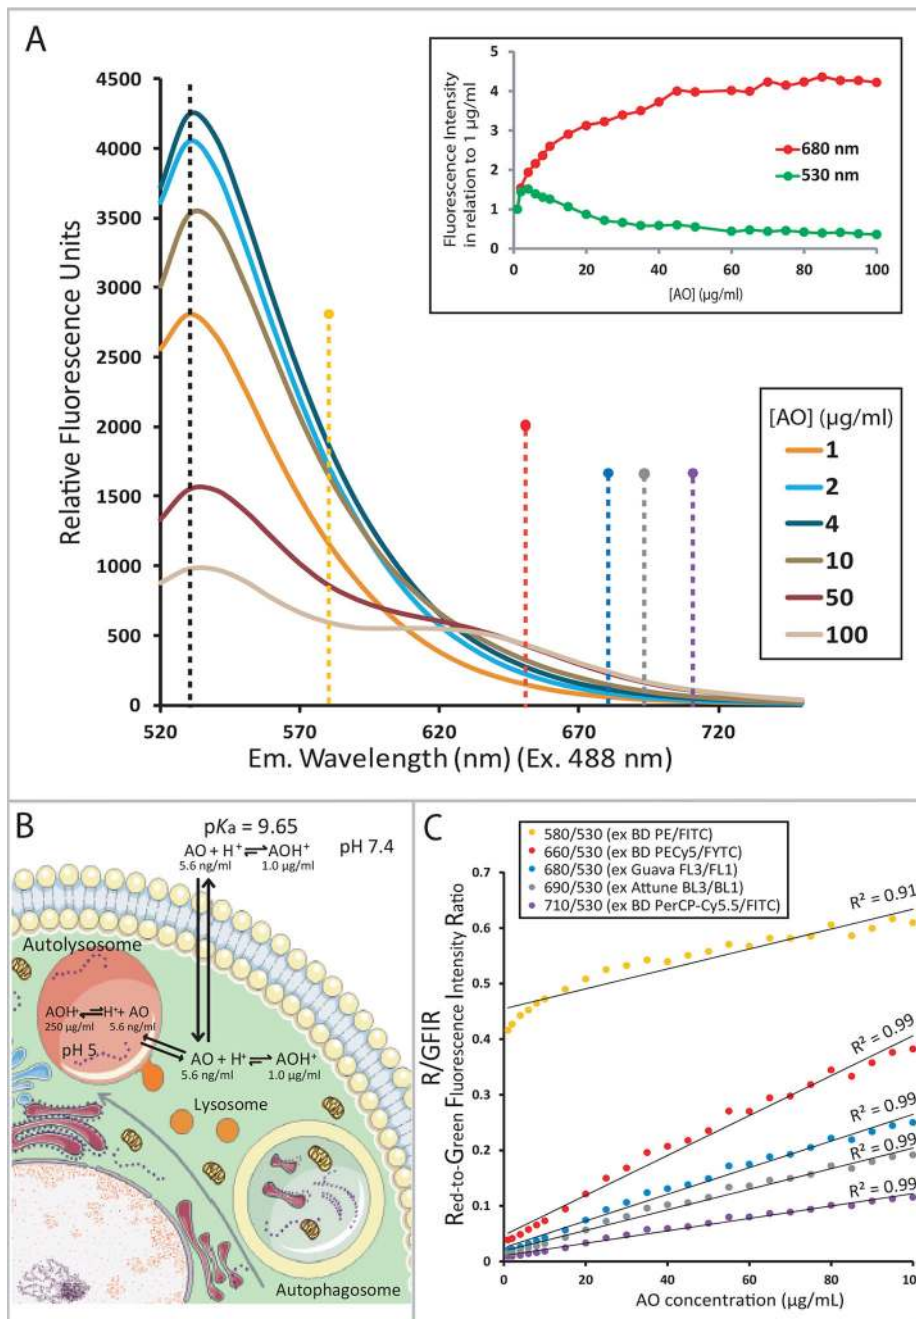 A
4500
4000
3500
3000
2500
2000
1500
1000
500
0
Relative Fluorescence Units
520
570
620
670
720
Em. Wavelength (nm) (Ex. 488 nm)
5
4
3
2
1
0
Fluorescence Intensity
in relation to 1 µg/ml
680 nm
530 nm
0
20
40
60
80
100
[AO] (µg/ml)
[AO] (µg/ml)
1
2
4
10
50
100
B
pKa = 9.65
AO + H⁺ ⇌ AOH⁺
5.6 ng/ml 1.0 µg/ml
pH 7.4
Autolysosome
AOH⁺ ⇌ H⁺+ AO
250 µg/ml 5.6 ng/ml
pH 5
AO + H⁺ ⇌ AOH⁺
5.6 ng/ml 1.0 µg/ml
Lysosome
Autophagosome
C
580/530 (ex BD PE/FITC)
660/530 (ex BD PECy5/FYTC)
680/530 (ex Guava FL3/FL1)
690/530 (ex Attune BL3/BL1)
710/530 (ex BD PerCP-Cy5.5/FITC)
0.7
0.6
0.5
0.4
0.3
0.2
0.1
0
R/GFIR
Red-to-Green Fluorescence Intensity Ratio
R² = 0.91
R² = 0.99
R² = 0.99
R² = 0.99
R² = 0.99
0
20
40
60
80
100
AO concentration (µg/mL)